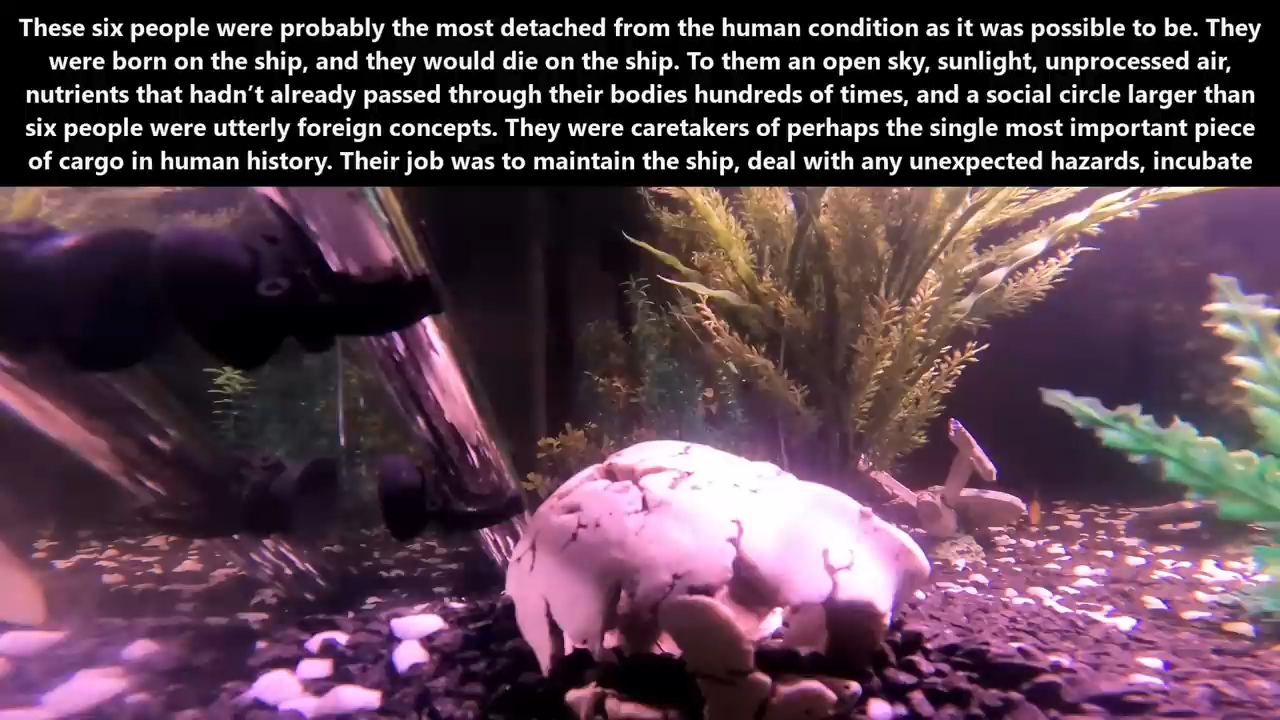 These six people were probably the most detached from the human condition as it was possible to be. They
were born on the ship, and they would die on the ship. To them an open sky, sunlight, unprocessed air,
nutrients that hadn’t already passed through their bodies hundreds of times, and a social circle larger than
six people were utterly foreign concepts. They were caretakers of perhaps the single most important piece
of cargo in human history. Their job was to maintain the ship, deal with any unexpected hazards, incubate